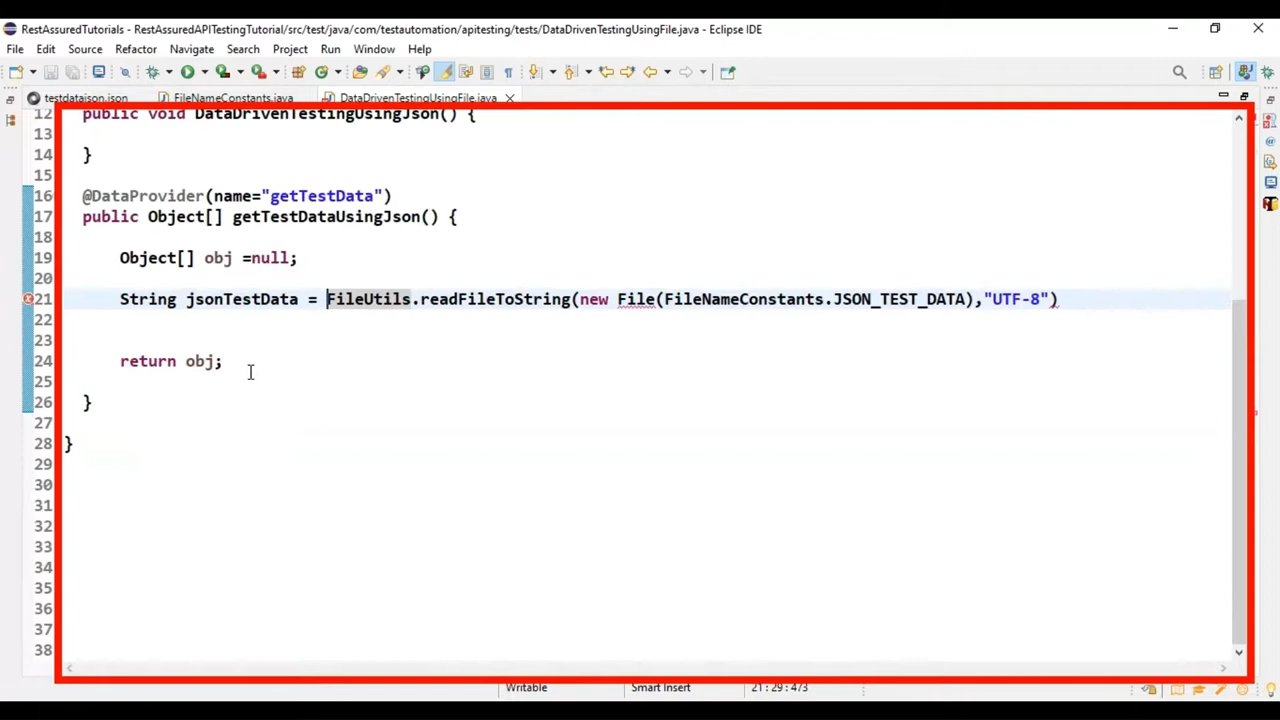 RestAssuredTutorials - RestAssuredAPITestingTutorial/src/test/java/com/testautomation/apitesting/tests/DataDrivenTestingUsingFile.java - Eclipse IDE
File Edit Source Refactor Navigate Search Project Run Window Help
testdatajson.json FileNameConstants.java DataDrivenTestingUsingFile.java
12 public void DataDrivenTestingUsingJson() {
13
14 }
15
16 @DataProvider(name="getTestData")
17 public Object[] getTestDataUsingJson() {
18
19 Object[] obj =null;
20
21 String jsonTestData = FileUtils.readFileToString(new File(FileNameConstants.JSON_TEST_DATA),"UTF-8")
22
23
24 return obj;
25
26 }
27
28 }
29
30
31
32
33
34
35
36
37
38
Writable Smart Insert 21 : 29 : 473